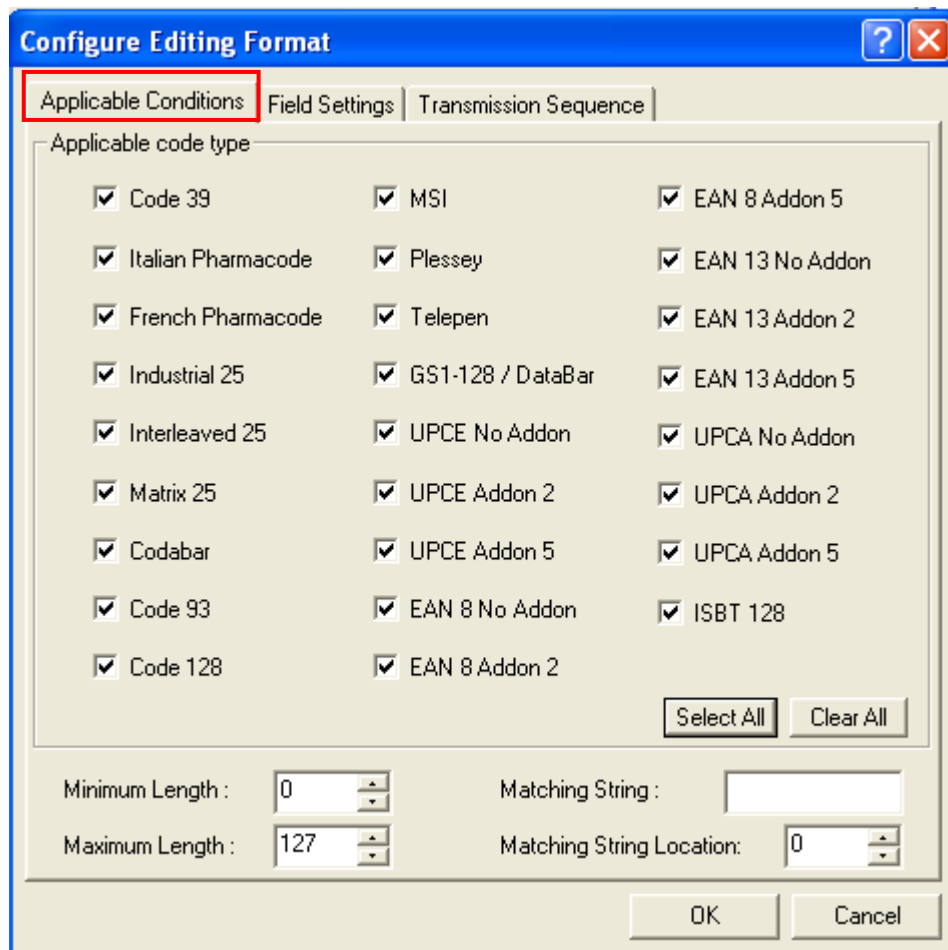 Configure Editing Format
Applicable Conditions
Field Settings
Transmission Sequence
Applicable code type
Code 39
Italian Pharmacode
French Pharmacode
Industrial 25
Interleaved 25
Matrix 25
Codabar
Code 93
Code 128
MSI
Plessey
Telepen
GS1-128 / DataBar
UPCE No Addon
UPCE Addon 2
UPCE Addon 5
EAN 8 No Addon
EAN 8 Addon 2
EAN 8 Addon 5
EAN 13 No Addon
EAN 13 Addon 2
EAN 13 Addon 5
UPCA No Addon
UPCA Addon 2
UPCA Addon 5
ISBT 128
Select All
Clear All
Minimum Length : 0
Maximum Length : 127
Matching String :
Matching String Location: 0
OK
Cancel